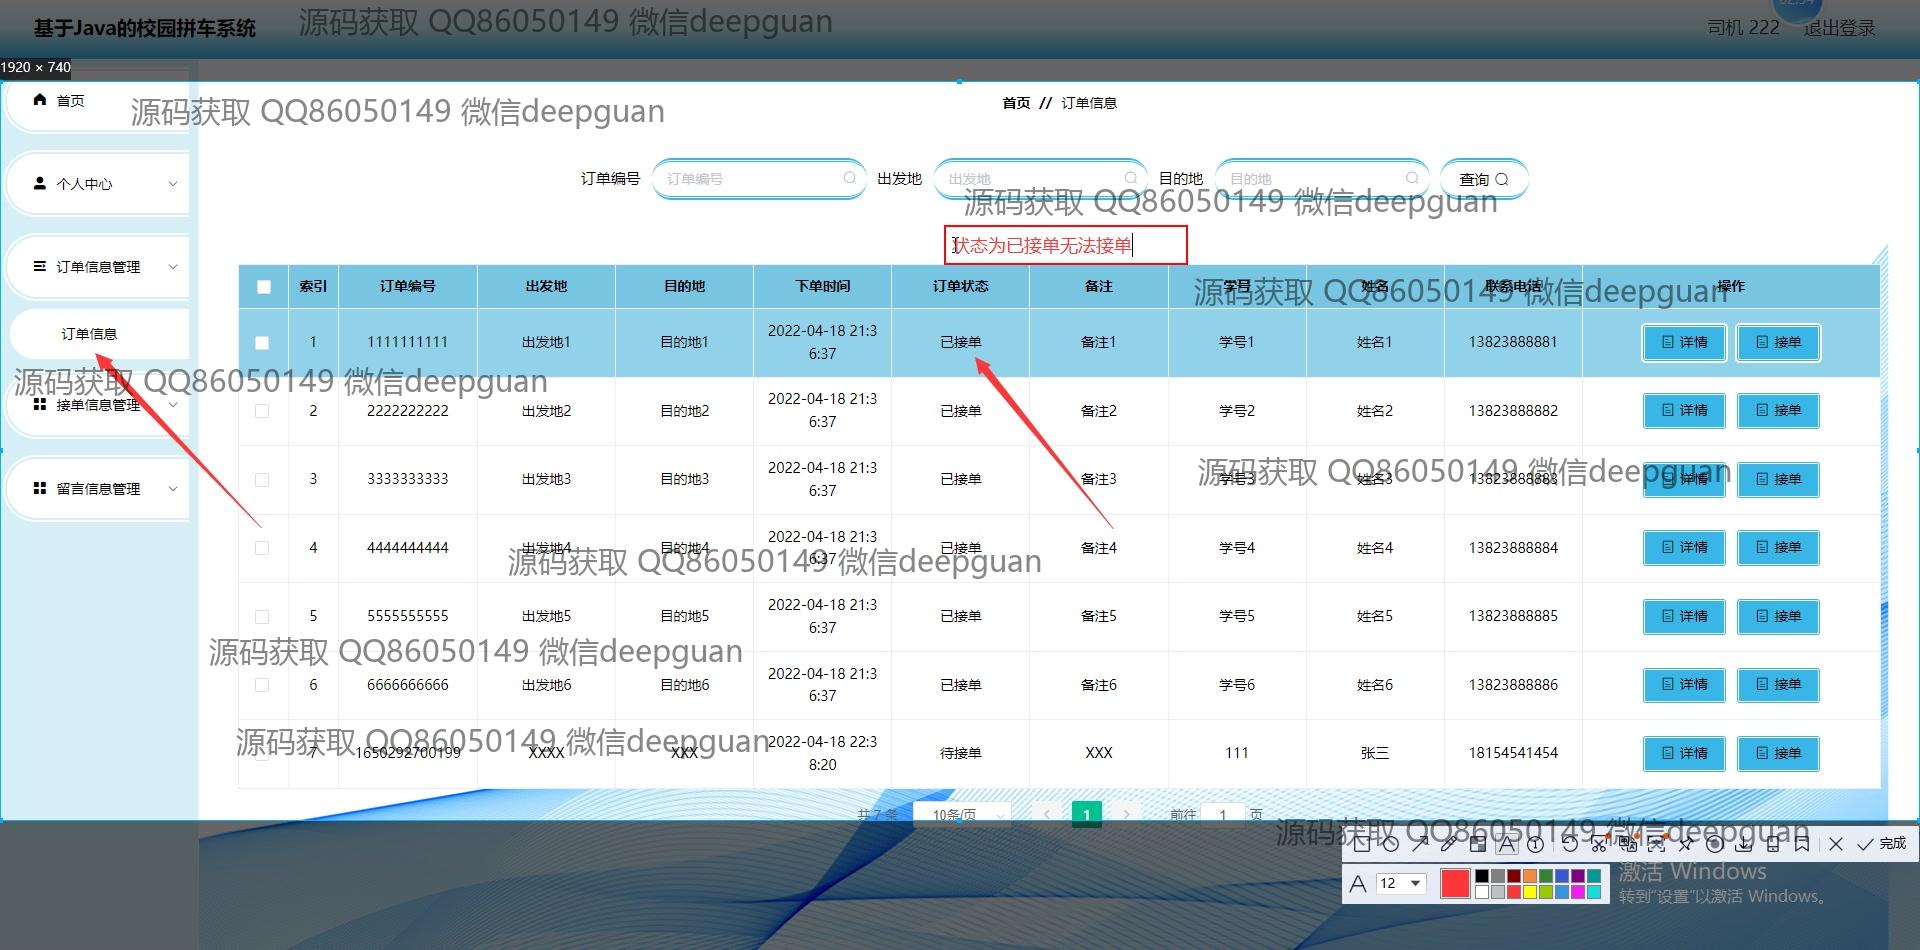 基于Java的校园拼车系统
源码获取 QQ86050149 微信deepguan
司机 222
退出登录
02:54
1920 × 740
首页
源码获取 QQ86050149 微信deepguan
首页 // 订单信息
个人中心
订单编号 订单编号 出发地 出发地 目的地 目的地 查询
源码获取 QQ86050149 微信deepguan
状态为已接单无法接单
订单信息管理
订单信息
接单信息管理
留言信息管理
索引 订单编号 出发地 目的地 下单时间 订单状态 备注 学号 姓名 联系电话 操作
源码获取 QQ86050149 微信deepguan
1 1111111111 出发地1 目的地1 2022-04-18 21:3 已接单 备注1 学号1 姓名1 13823888881 详情 接单
6:37
源码获取 QQ86050149 微信deepguan
2 2222222222 出发地2 目的地2 2022-04-18 21:3 已接单 备注2 学号2 姓名2 13823888882 详情 接单
6:37
3 3333333333 出发地3 目的地3 2022-04-18 21:3 已接单 备注3 学号3 姓名3 13823888883 详情 接单
6:37
源码获取 QQ86050149 微信deepguan
4 4444444444 出发地4 目的地4 2022-04-18 21:3 已接单 备注4 学号4 姓名4 13823888884 详情 接单
6:37
源码获取 QQ86050149 微信deepguan
5 5555555555 出发地5 目的地5 2022-04-18 21:3 已接单 备注5 学号5 姓名5 13823888885 详情 接单
6:37
源码获取 QQ86050149 微信deepguan
6 6666666666 出发地6 目的地6 2022-04-18 21:3 已接单 备注6 学号6 姓名6 13823888886 详情 接单
6:37
源码获取 QQ86050149 微信deepguan
7 1650292700199 XXXX XXX 2022-04-18 22:3 待接单 XXX 111 张三 18154541454 详情 接单
8:20
共 7 条 10条/页 1 前往 1 页
源码获取 QQ86050149 微信deepguan
完成
A 12
激活 Windows
转到"设置"以激活 Windows。